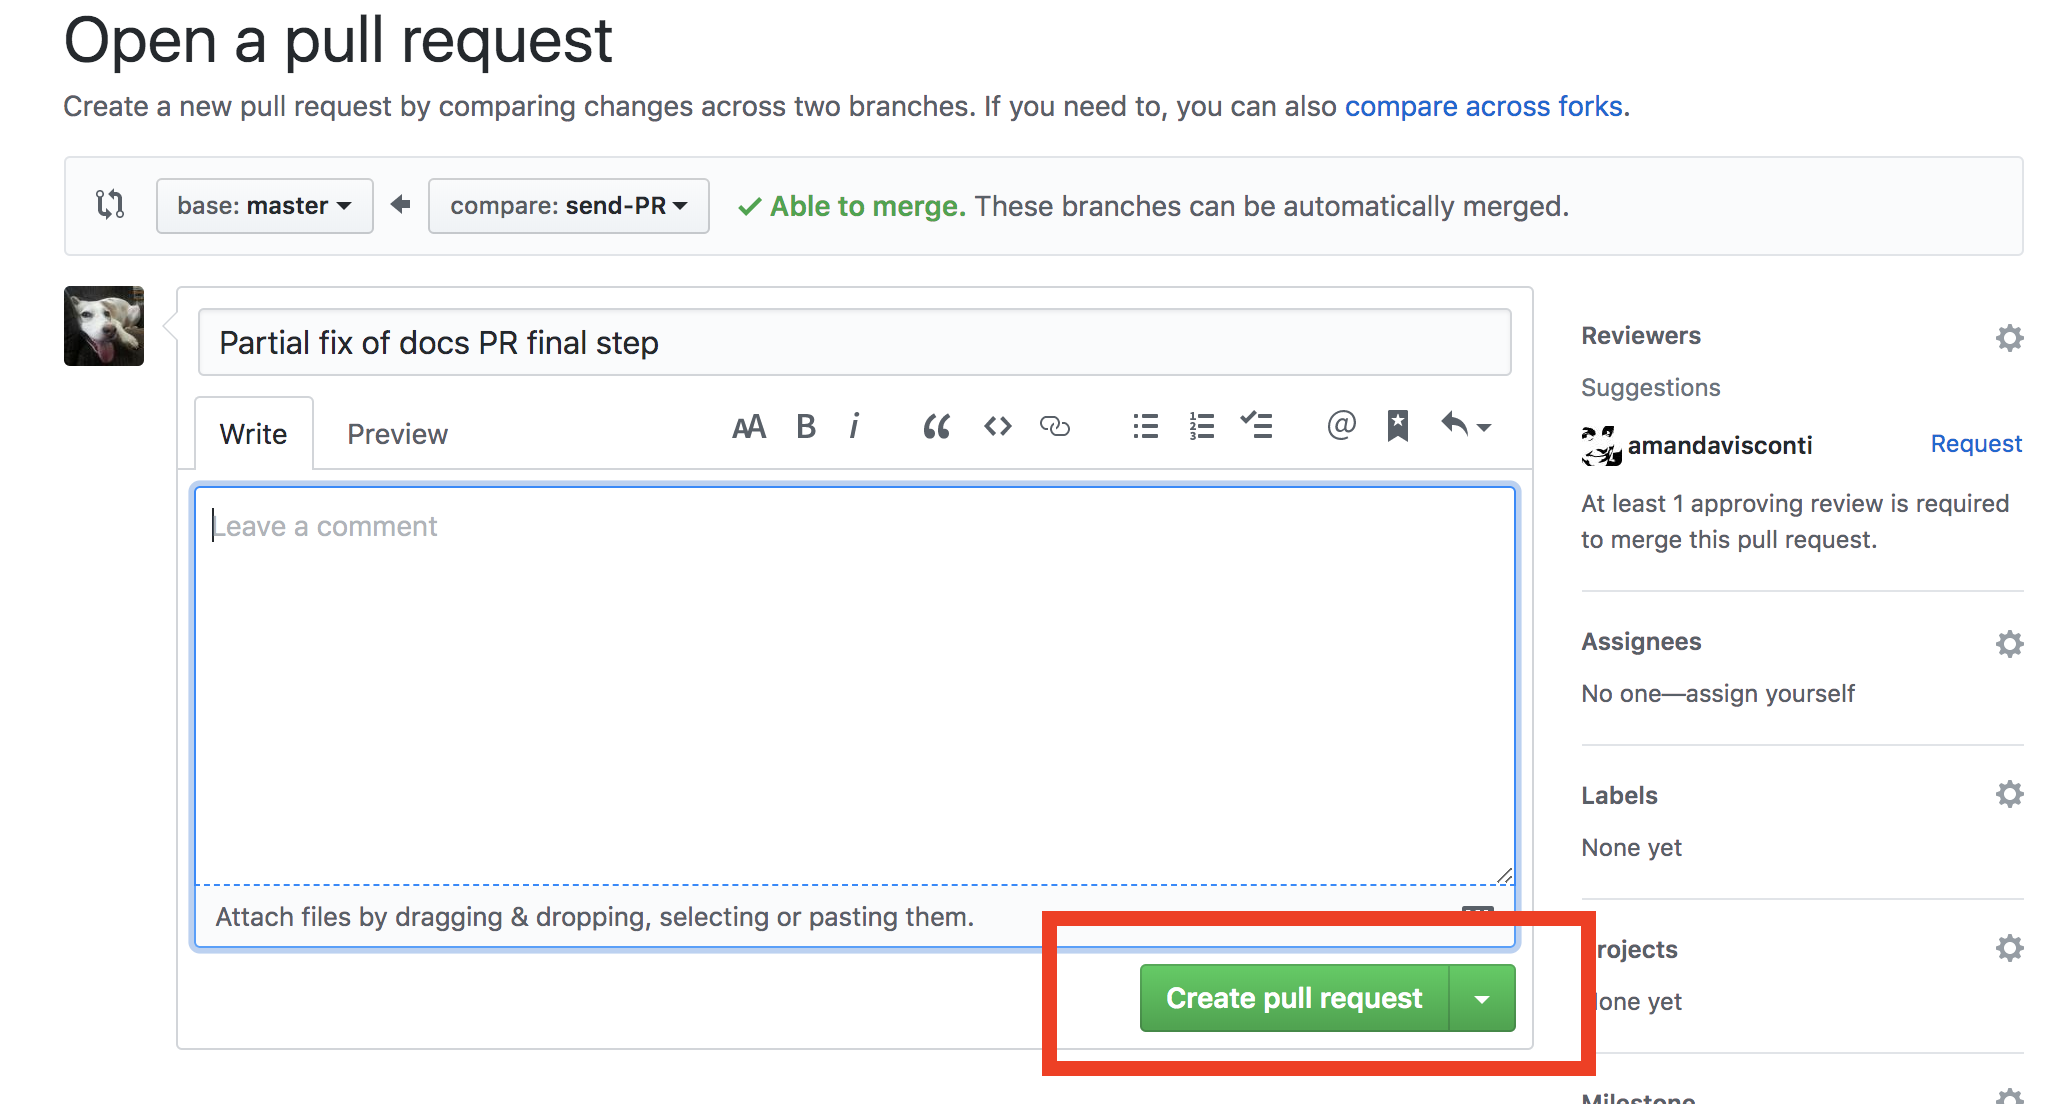 Open a pull request
Create a new pull request by comparing changes across two branches. If you need to, you can also compare across forks.
base: master
compare: send-PR
Able to merge. These branches can be automatically merged.
Partial fix of docs PR final step
Write
Preview
Leave a comment
Attach files by dragging & dropping, selecting or pasting them.
Create pull request
Reviewers
Suggestions
amandavisconti
Request
At least 1 approving review is required
to merge this pull request.
Assignees
No one—assign yourself
Labels
None yet
rojects
one yet
Milestone